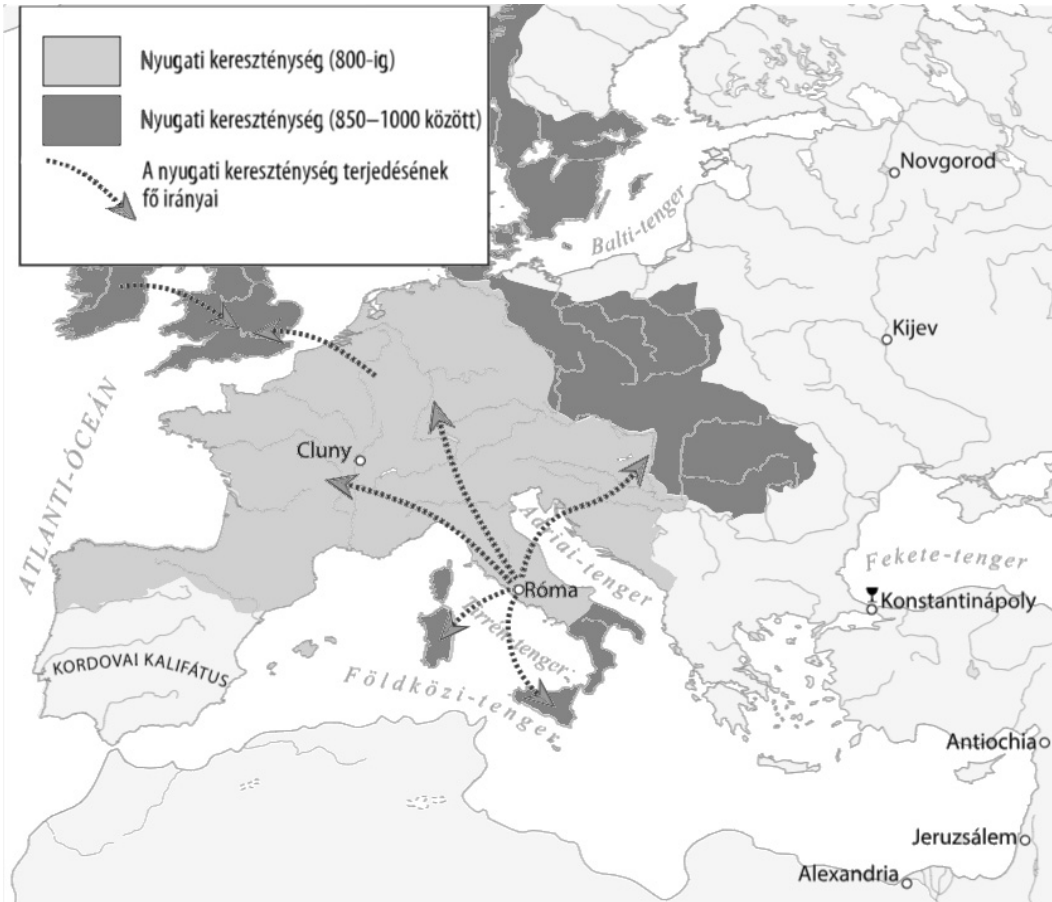 Nyugati kereszténység (800-ig)
Nyugati kereszténység (850–1000 között)
A nyugati kereszténység terjedésének
fő irányai
Novgorod
Balti-tenger
Kijev
ATLANTI-ÓCEÁN
Cluny
Adriai-tenger
Fekete-tenger
Róma
Konstantinápoly
Tirrén-tenger
KORDOVAI KALIFÁTUS
Földközi-tenger
Antiochia
Jeruzsálem
Alexandria